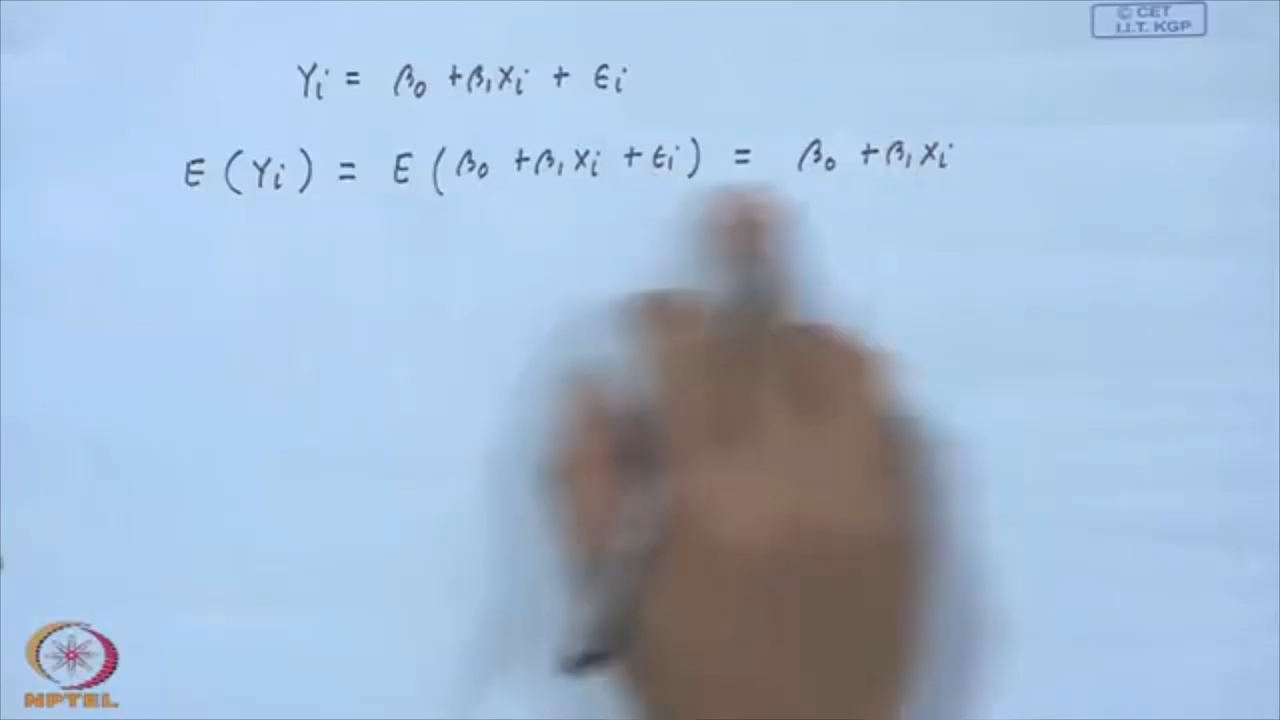 © CET
I.I.T. KGP
Yi = β0 + β1xi + ϵi
E(Yi) = E(β0 + β1xi + ϵi) = β0 + β1xi
NPTEL